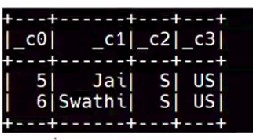 +---+------+---+---+
|_c0|   _c1|_c2|_c3|
+---+------+---+---+
|  5|   Jai|  S| US|
|  6|Swathi|  S| US|
+---+------+---+---+